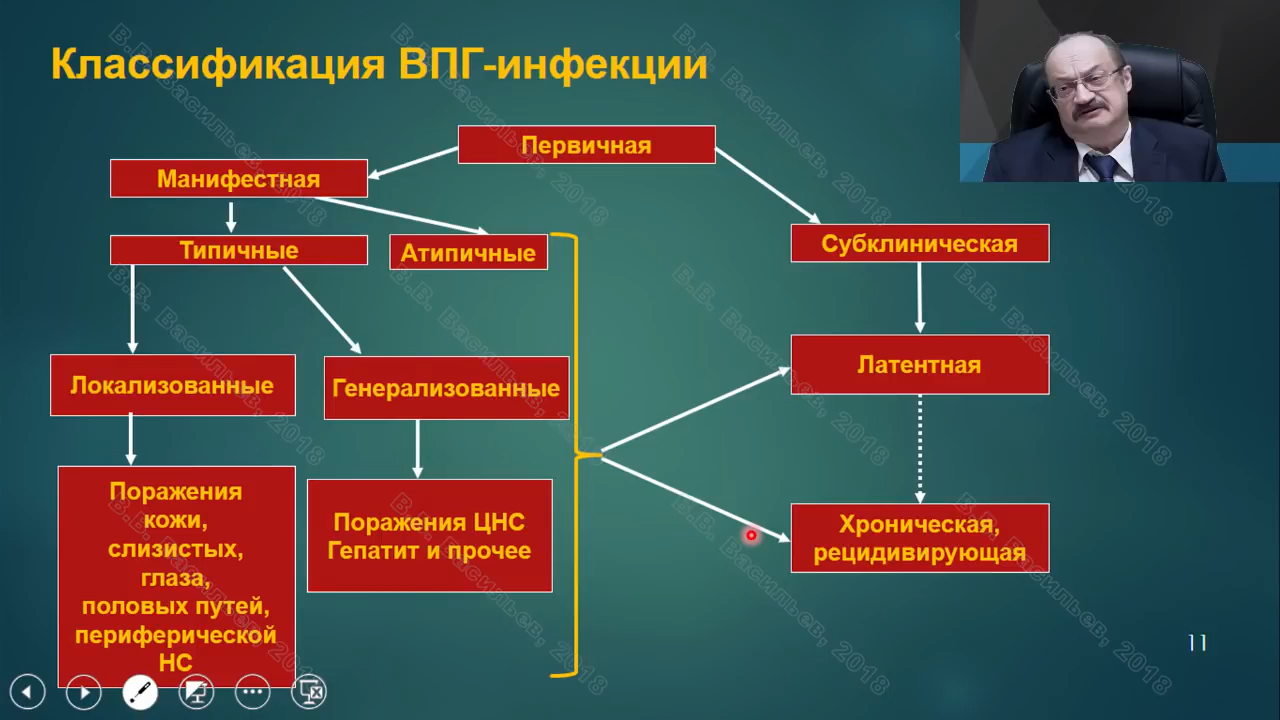 Классификация ВПГ-инфекции
Первичная
Манифестная
Типичные
Атипичные
Субклиническая
Латентная
Локализованные
Генерализованные
Поражения
кожи,
слизистых,
глаза,
половых путей,
периферической
НС
Поражения ЦНС
Гепатит и прочее
Хроническая,
рецидивирующая
11
В.В. Васильев, 2018